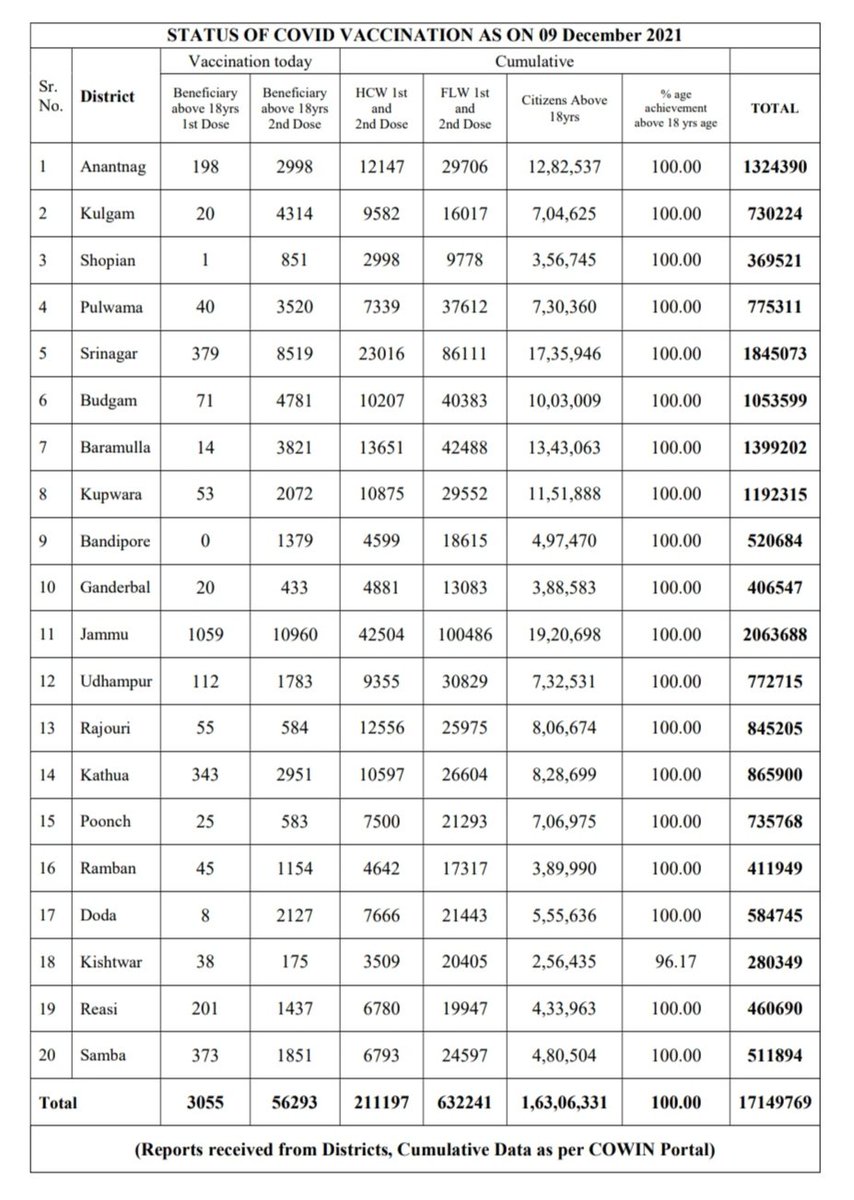 STATUS OF COVID VACCINATION AS ON 09 December 2021
Sr. No. District Vaccination today Cumulative
Beneficiary above 18yrs 1st Dose Beneficiary above 18yrs 2nd Dose HCW 1st and 2nd Dose FLW 1st and 2nd Dose Citizens Above 18yrs % age achievement above 18 yrs age TOTAL
1 Anantnag 198 2998 12147 29706 12,82,537 100.00 1324390
2 Kulgam 20 4314 9582 16017 7,04,625 100.00 730224
3 Shopian 1 851 2998 9778 3,56,745 100.00 369521
4 Pulwama 40 3520 7339 37612 7,30,360 100.00 775311
5 Srinagar 379 8519 23016 86111 17,35,946 100.00 1845073
6 Budgam 71 4781 10207 40383 10,03,009 100.00 1053599
7 Baramulla 14 3821 13651 42488 13,43,063 100.00 1399202
8 Kupwara 53 2072 10875 29552 11,51,888 100.00 1192315
9 Bandipore 0 1379 4599 18615 4,97,470 100.00 520684
10 Ganderbal 20 433 4881 13083 3,88,583 100.00 406547
11 Jammu 1059 10960 42504 100486 19,20,698 100.00 2063688
12 Udhampur 112 1783 9355 30829 7,32,531 100.00 772715
13 Rajouri 55 584 12556 25975 8,06,674 100.00 845205
14 Kathua 343 2951 10597 26604 8,28,699 100.00 865900
15 Poonch 25 583 7500 21293 7,06,975 100.00 735768
16 Ramban 45 1154 4642 17317 3,89,990 100.00 411949
17 Doda 8 2127 7666 21443 5,55,636 100.00 584745
18 Kishtwar 38 175 3509 20405 2,56,435 96.17 280349
19 Reasi 201 1437 6780 19947 4,33,963 100.00 460690
20 Samba 373 1851 6793 24597 4,80,504 100.00 511894
Total 3055 56293 211197 632241 1,63,06,331 100.00 17149769
(Reports received from Districts, Cumulative Data as per COWIN Portal)